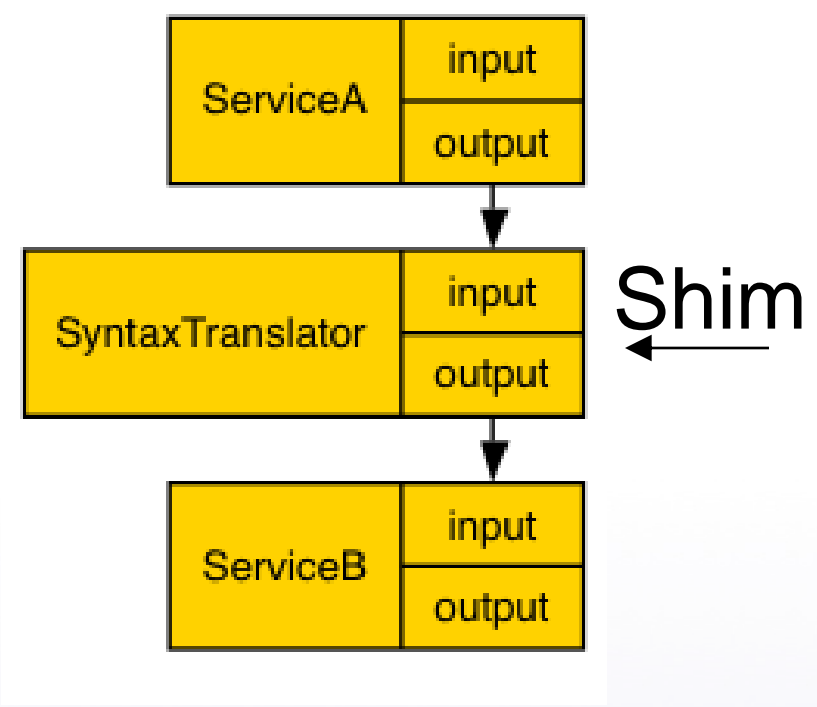 ServiceA
input
output
SyntaxTranslator
input
output
Shim
ServiceB
input
output